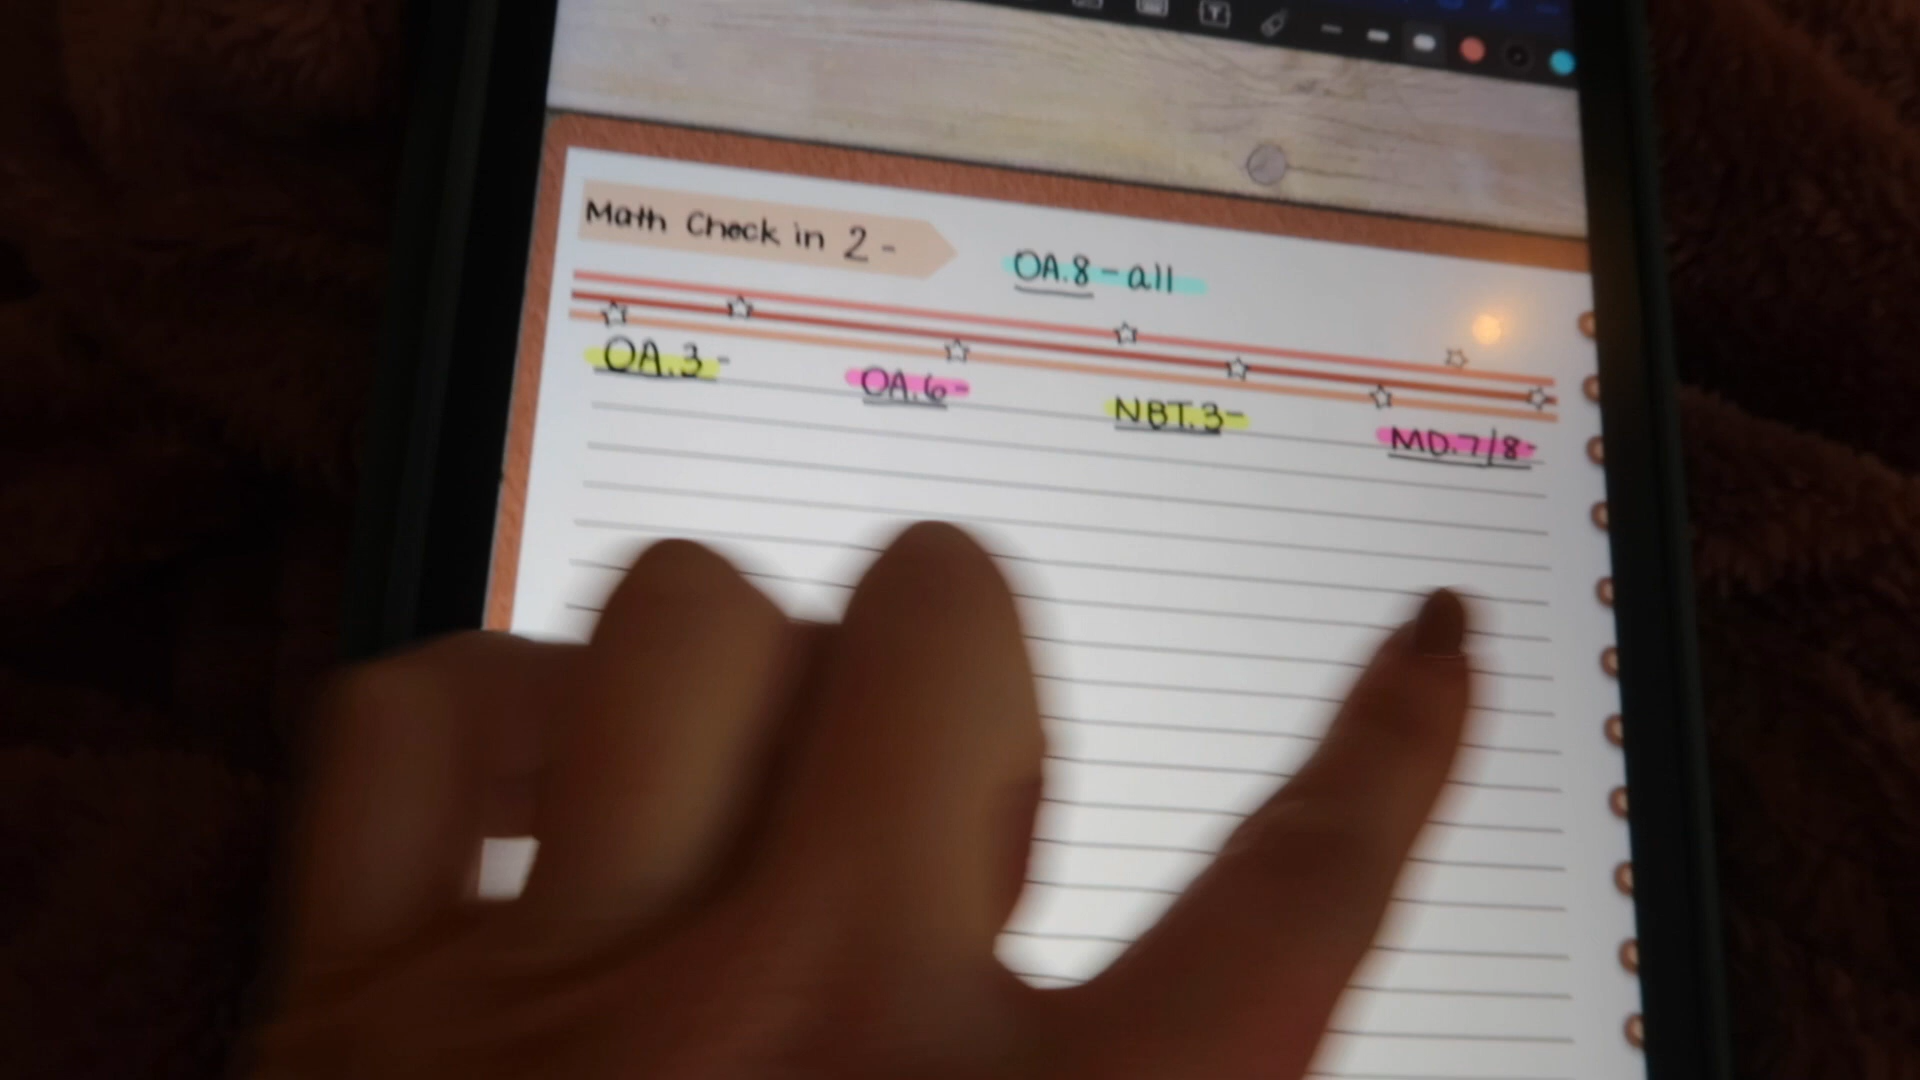 Math Check in 2 -
OA.8 - all
OA.3 -
OA.6 -
NBT.3 -
MD.7/8 -